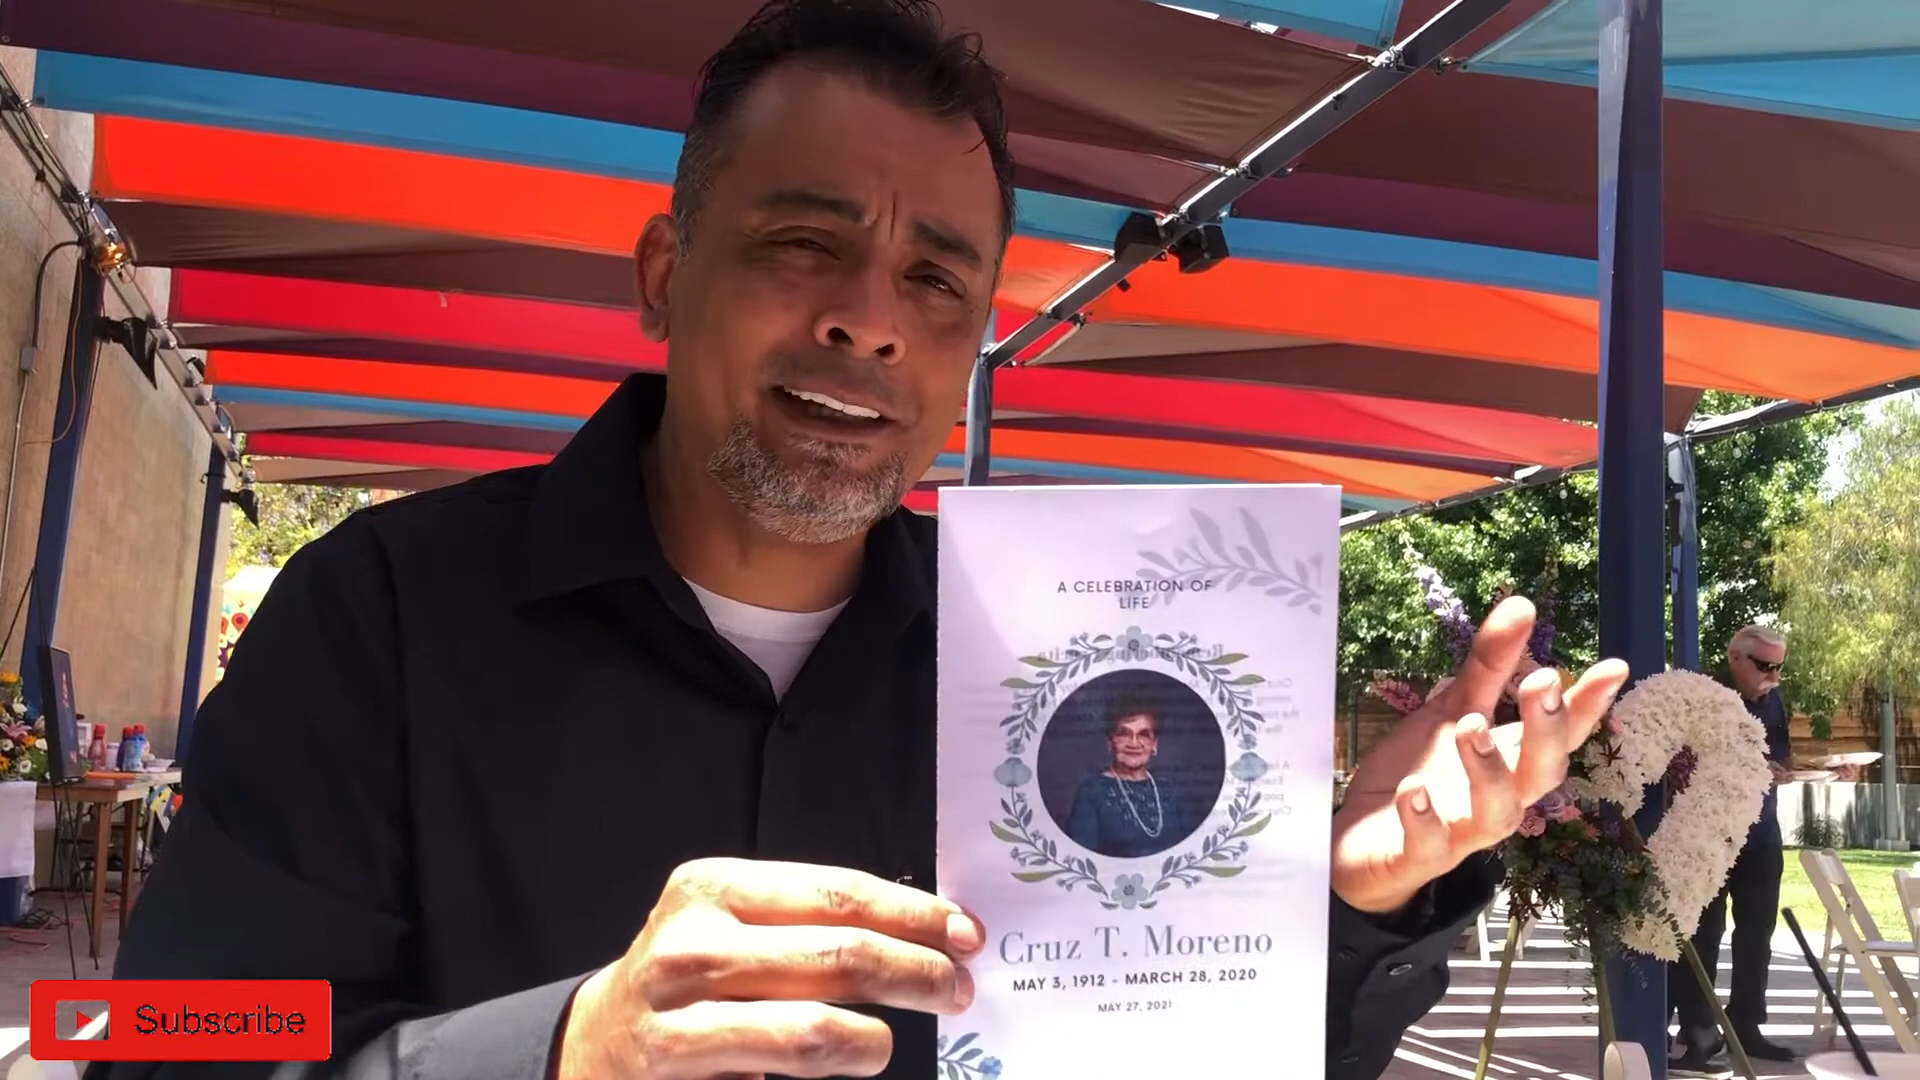 A CELEBRATION OF
LIFE
Cruz T. Moreno
MAY 3, 1912 - MARCH 28, 2020
MAY 27, 2021
Subscribe